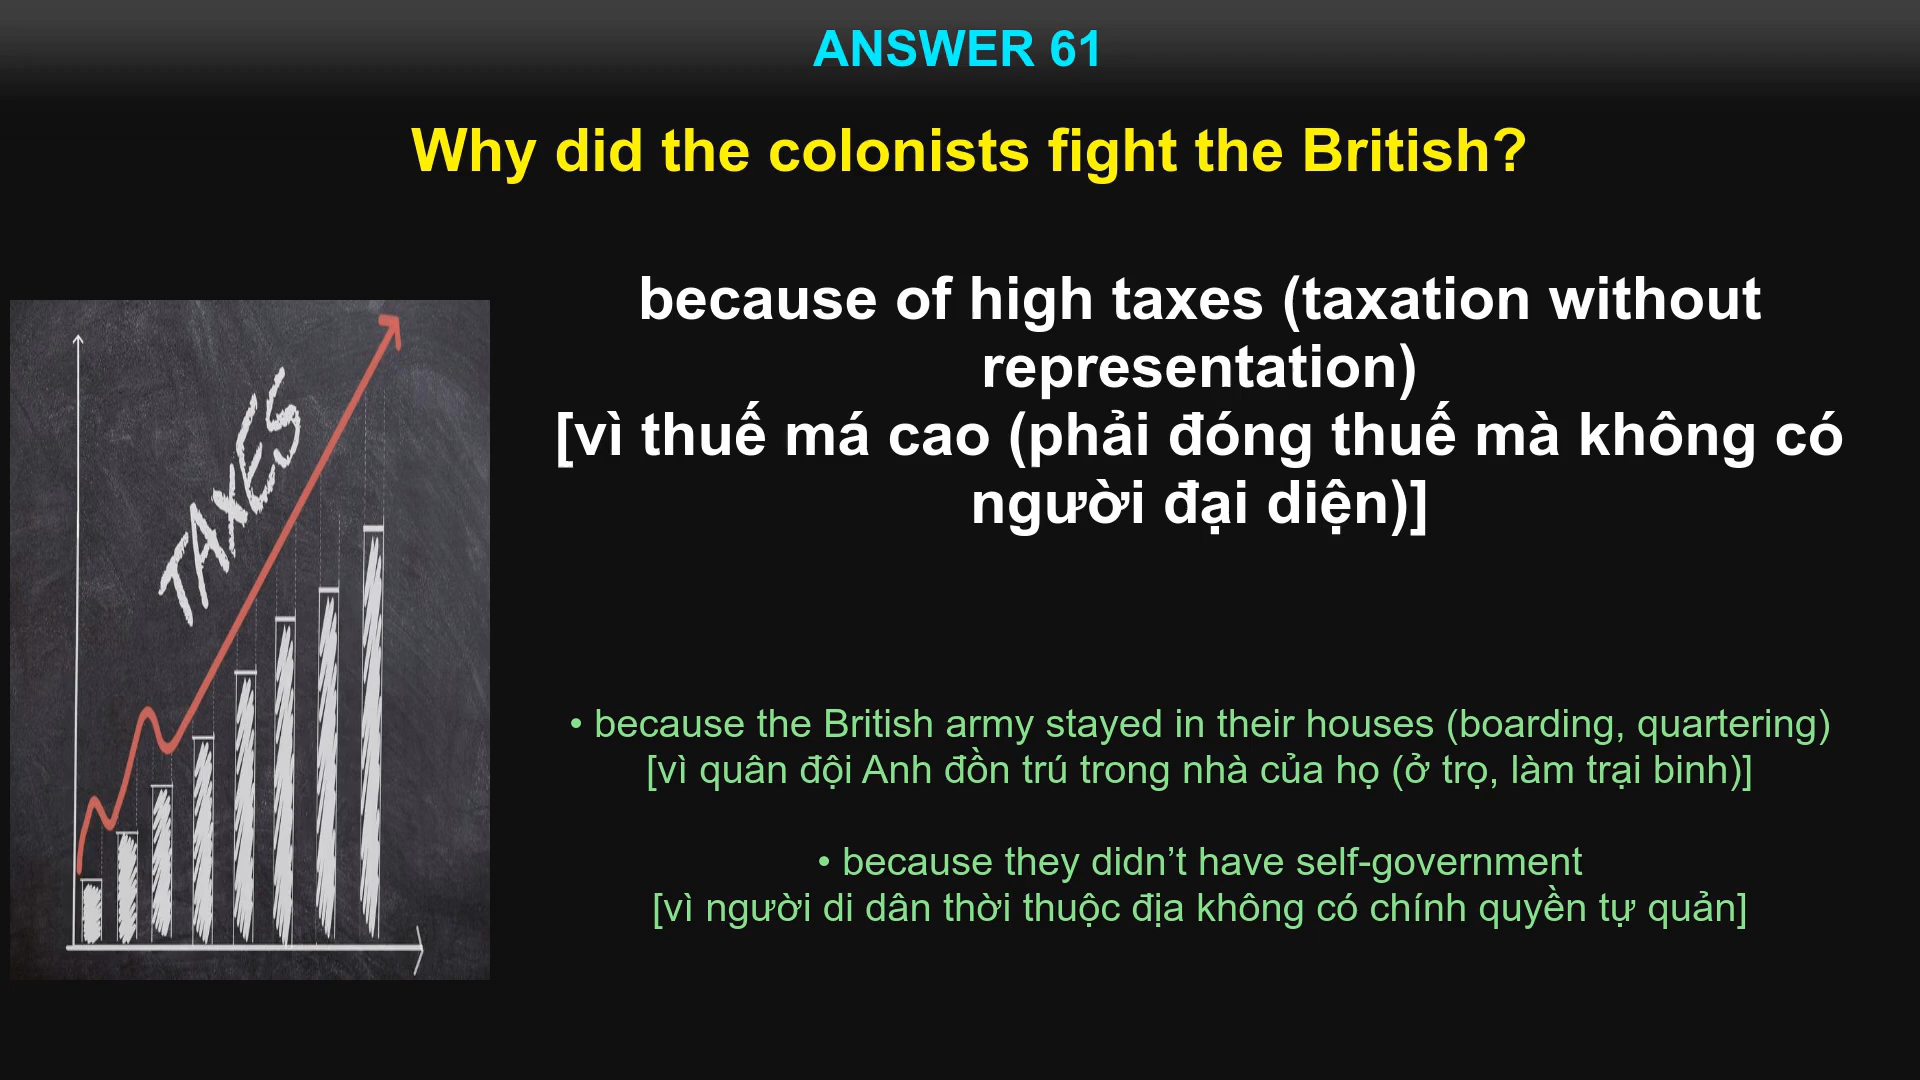 ANSWER 61
Why did the colonists fight the British?
because of high taxes (taxation without
representation)
[vì thuế má cao (phải đóng thuế mà không có
người đại diện)]
TAXES
• because the British army stayed in their houses (boarding, quartering)
[vì quân đội Anh đồn trú trong nhà của họ (ở trọ, làm trại binh)]
• because they didn’t have self-government
[vì người di dân thời thuộc địa không có chính quyền tự quản]